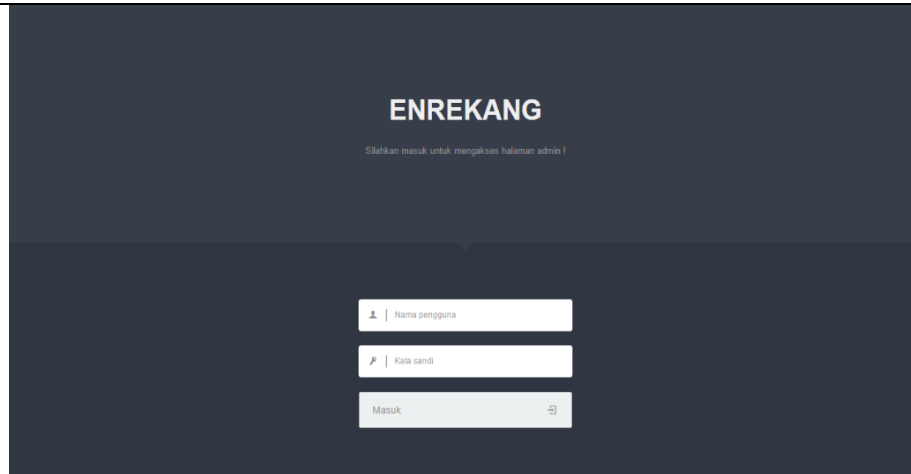 ENREKANG
Silahkan masuk untuk mengakses halaman admin !
Nama pengguna
Kata sandi
Masuk